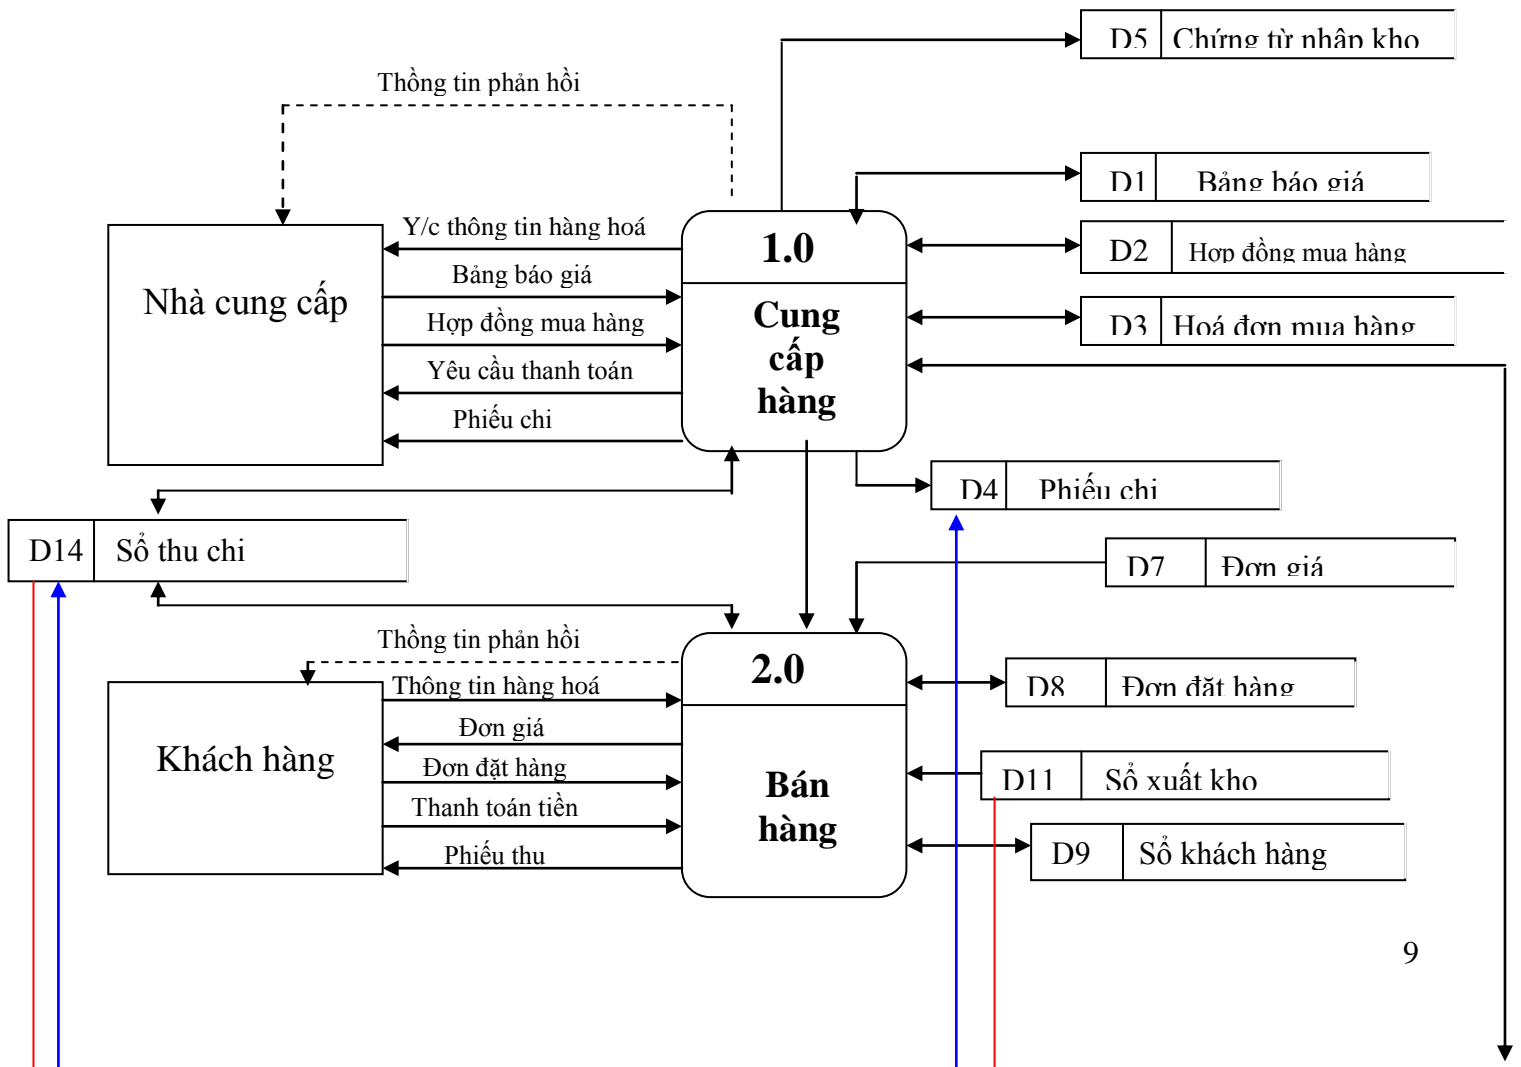 D5 Chứng từ nhập kho
Thồng tin phản hồi
D1 Bảng báo giá
Y/c thông tin hàng hoá
1.0
D2 Hợp đồng mua hàng
Bảng báo giá
Nhà cung cấp
Cung
cấp
hàng
Hợp đồng mua hàng
D3 Hoá đơn mua hàng
Yêu cầu thanh toán
Phiếu chi
D4 Phiếu chi
D14 Sổ thu chi
D7 Đơn giá
Thồng tin phản hồi
2.0
Thông tin hàng hoá
D8 Đơn đặt hàng
Đơn giá
Khách hàng
Đơn đặt hàng
Bán
hàng
D11 Sổ xuất kho
Thanh toán tiền
Phiếu thu
D9 Sổ khách hàng
9